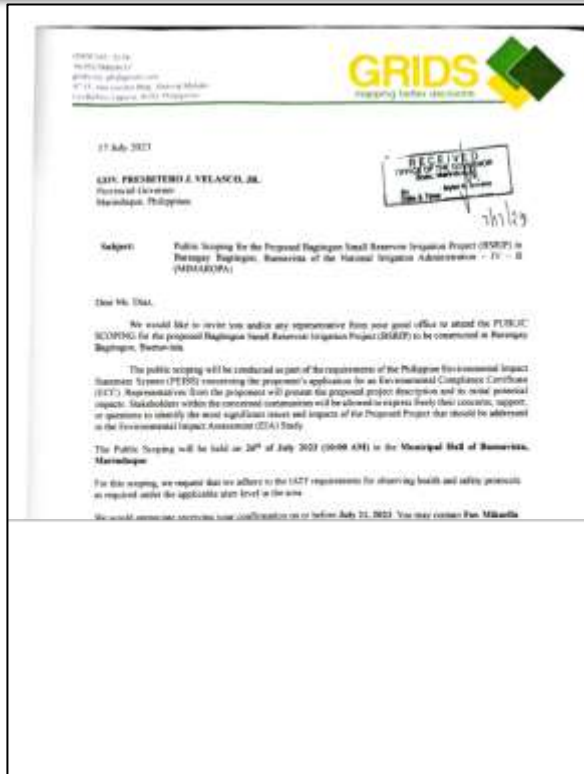 GRIDS
mapping better decisions
17 July 2023
RECEIVED
OFFICE OF THE GOVERNOR
GOV. PRESBITERO J. VELASCO, JR.
Provincial Governor
Marinduque, Philippines
Subject:
Public Scoping for the Proposed Bagtingon Small Reservoir Irrigation Project (BSRIP) in
Barangay Bagtingon, Buenavista of the National Irrigation Administration – IV – B
(MIMAROPA)
Dear Ms. Diaz,
We would like to invite you and/or any representative from your good office to attend the PUBLIC
SCOPING for the proposed Bagtingon Small Reservoir Irrigation Project (BSRIP) to be constructed in Barangay
Bagtingon, Buenavista.
The public scoping will be conducted as part of the requirements of the Philippine Environmental Impact
Statement System (PEISS) concerning the proponent's application for an Environmental Compliance Certificate
(ECC). Representatives from the proponent will present the proposed project description and its initial potential
impacts. Stakeholders within the concerned communities will be allowed to express freely their concerns, support,
or questions to identify the most significant issues and impacts of the Proposed Project that should be addressed
in the Environmental Impact Assessment (EIA) Study.
The Public Scoping will be held on 26th of July 2023 (10:00 AM) in the Municipal Hall of Buenavista,
Marinduque
For this scoping, we request that we adhere to the IATF requirements for observing health and safety protocols
as required under the applicable alert level in the area.
We would appreciate receiving your confirmation on or before July 21, 2023. You may contact